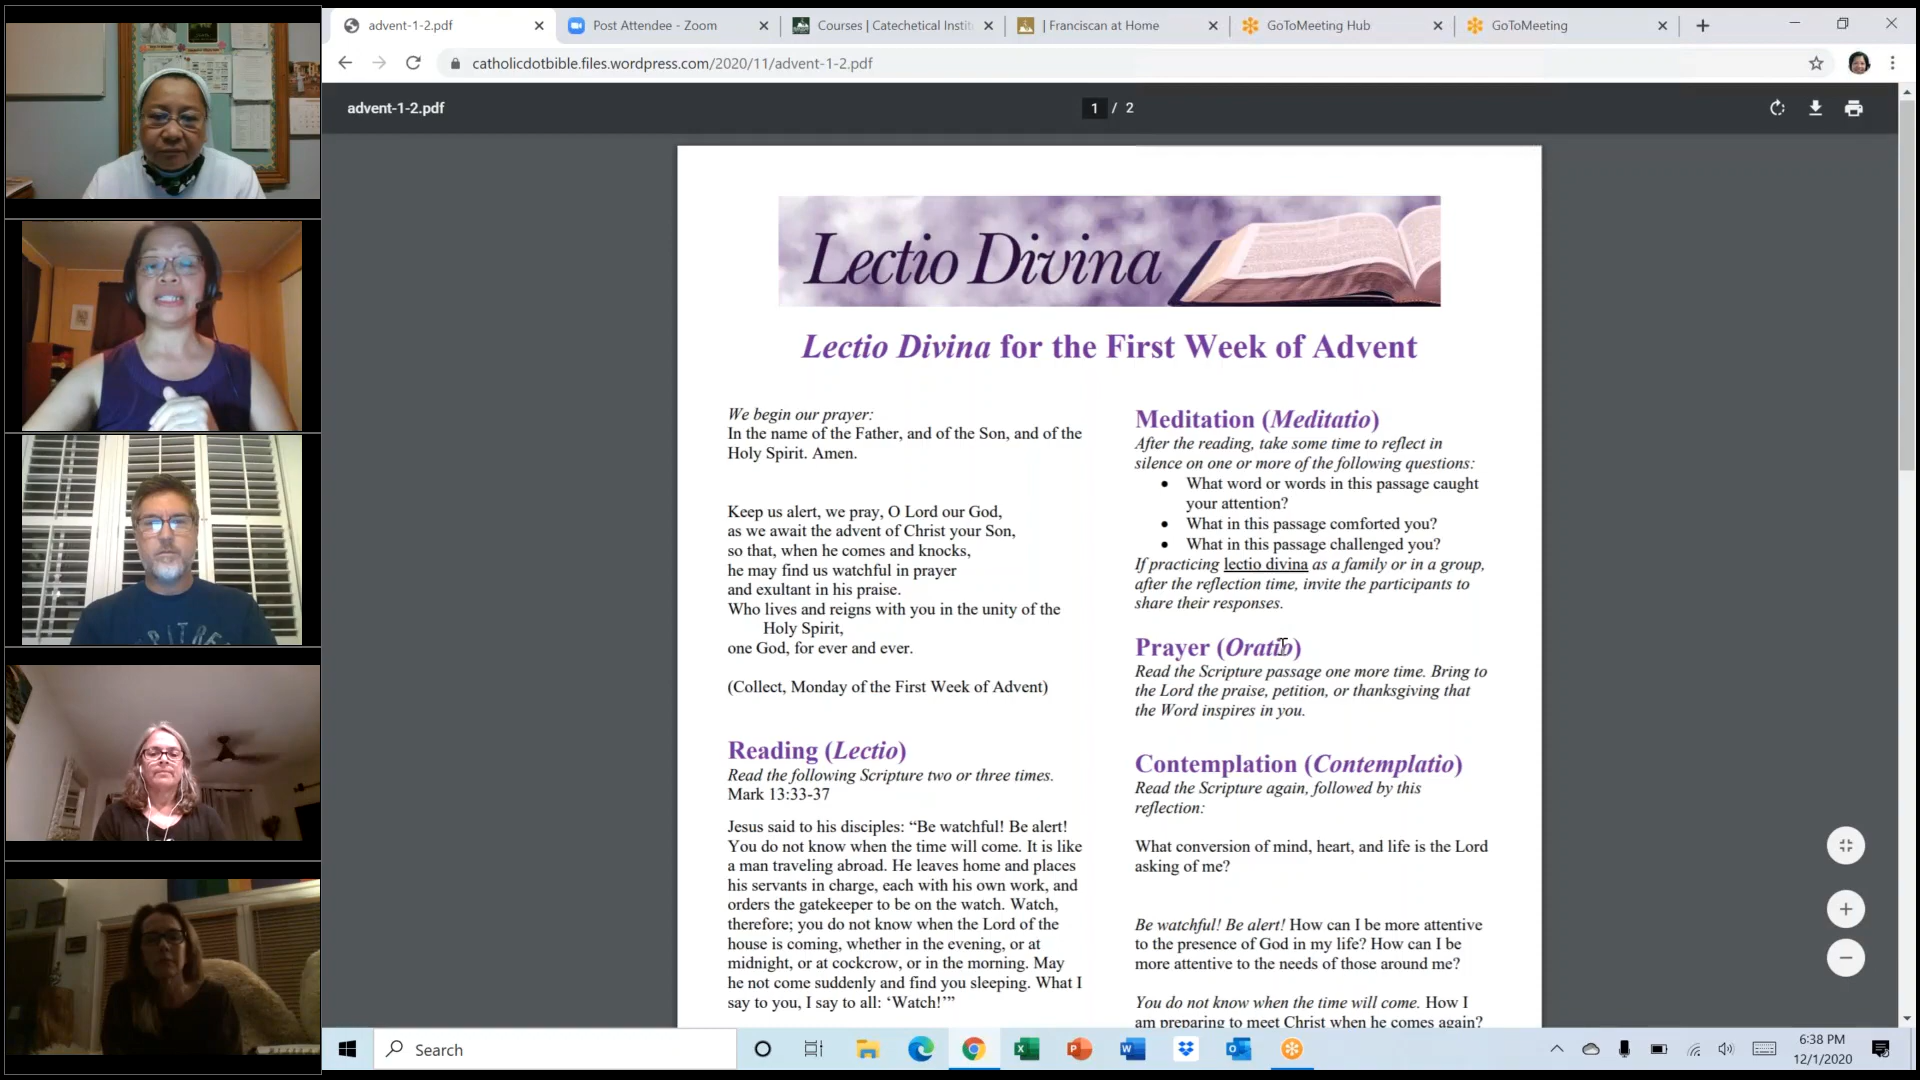 advent-1-2.pdf
Post Attendee - Zoom
Courses | Catechetical Instit
| Franciscan at Home
GoToMeeting Hub
GoToMeeting
catholicdotbible.files.wordpress.com/2020/11/advent-1-2.pdf
advent-1-2.pdf
1 / 2
Lectio Divina
Lectio Divina for the First Week of Advent
We begin our prayer:
In the name of the Father, and of the Son, and of the
Holy Spirit. Amen.
Keep us alert, we pray, O Lord our God,
as we await the advent of Christ your Son,
so that, when he comes and knocks,
he may find us watchful in prayer
and exultant in his praise.
Who lives and reigns with you in the unity of the
Holy Spirit,
one God, for ever and ever.
(Collect, Monday of the First Week of Advent)
Reading (Lectio)
Read the following Scripture two or three times.
Mark 13:33-37
Jesus said to his disciples: “Be watchful! Be alert!
You do not know when the time will come. It is like
a man traveling abroad. He leaves home and places
his servants in charge, each with his own work, and
orders the gatekeeper to be on the watch. Watch,
therefore; you do not know when the Lord of the
house is coming, whether in the evening, or at
midnight, or at cockcrow, or in the morning. May
he not come suddenly and find you sleeping. What I
say to you, I say to all: ‘Watch!’”
Meditation (Meditatio)
After the reading, take some time to reflect in
silence on one or more of the following questions:
• What word or words in this passage caught
your attention?
• What in this passage comforted you?
• What in this passage challenged you?
If practicing lectio divina as a family or in a group,
after the reflection time, invite the participants to
share their responses.
Prayer (Oratio)
Read the Scripture passage one more time. Bring to
the Lord the praise, petition, or thanksgiving that
the Word inspires in you.
Contemplation (Contemplatio)
Read the Scripture again, followed by this
reflection:
What conversion of mind, heart, and life is the Lord
asking of me?
Be watchful! Be alert! How can I be more attentive
to the presence of God in my life? How can I be
more attentive to the needs of those around me?
You do not know when the time will come. How I
am preparing to meet Christ when he comes again?
Search
6:38 PM
12/1/2020